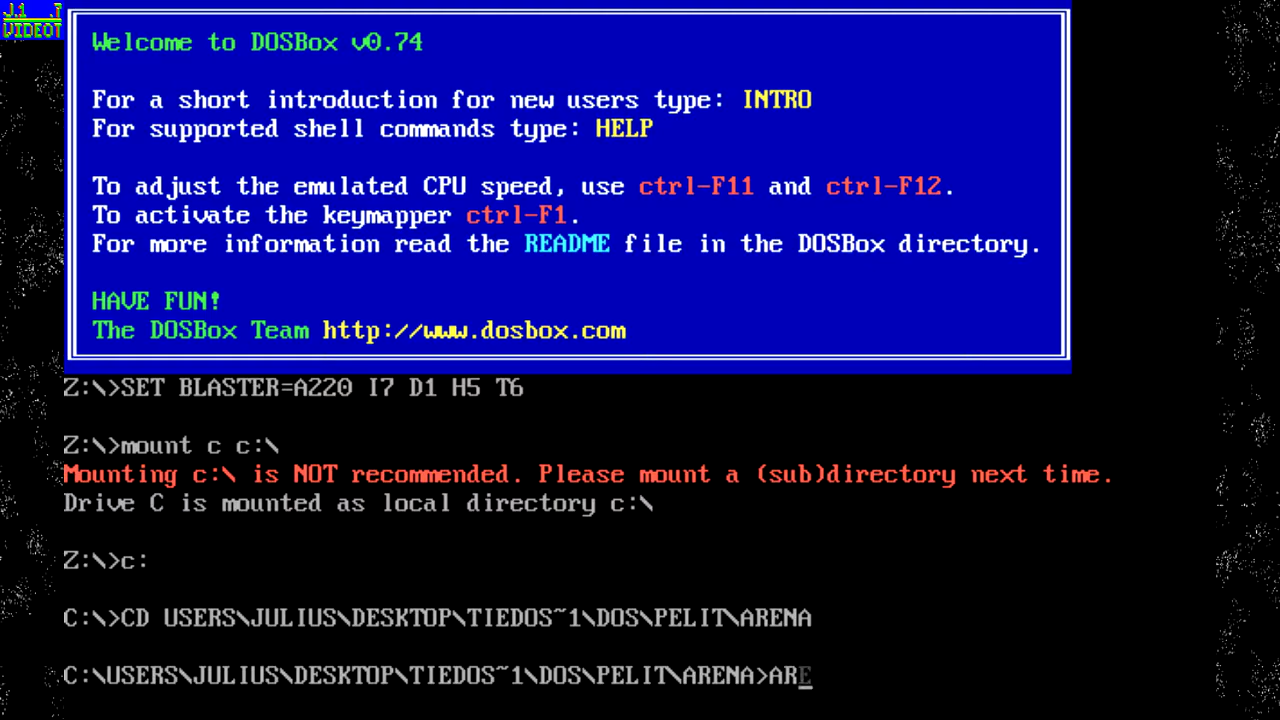 VIDEOT
Welcome to DOSBox v0.74
For a short introduction for new users type: INTRO
For supported shell commands type: HELP
To adjust the emulated CPU speed, use ctrl-F11 and ctrl-F12.
To activate the keymapper ctrl-F1.
For more information read the README file in the DOSBox directory.
HAVE FUN!
The DOSBox Team http://www.dosbox.com
Z:\>SET BLASTER=A220 I7 D1 H5 T6
Z:\>mount c c:\
Mounting c:\ is NOT recommended. Please mount a (sub)directory next time.
Drive C is mounted as local directory c:\
Z:\>c:
C:\>CD USERS\JULIUS\DESKTOP\TIEDOS~1\DOS\PELIT\ARENA
C:\USERS\JULIUS\DESKTOP\TIEDOS~1\DOS\PELIT\ARENA>ARE_